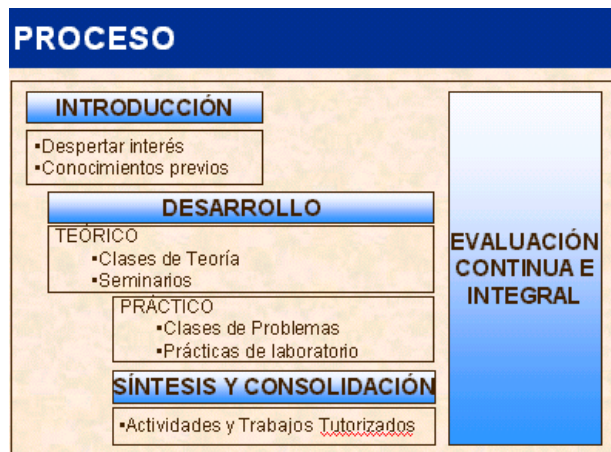 PROCESO
INTRODUCCIÓN
▪Despertar interés
▪Conocimientos previos
DESARROLLO
TEÓRICO
▪Clases de Teoría
▪Seminarios
PRÁCTICO
▪Clases de Problemas
▪Prácticas de laboratorio
SÍNTESIS Y CONSOLIDACIÓN
▪Actividades y Trabajos Tutorizados
EVALUACIÓN
CONTINUA E
INTEGRAL